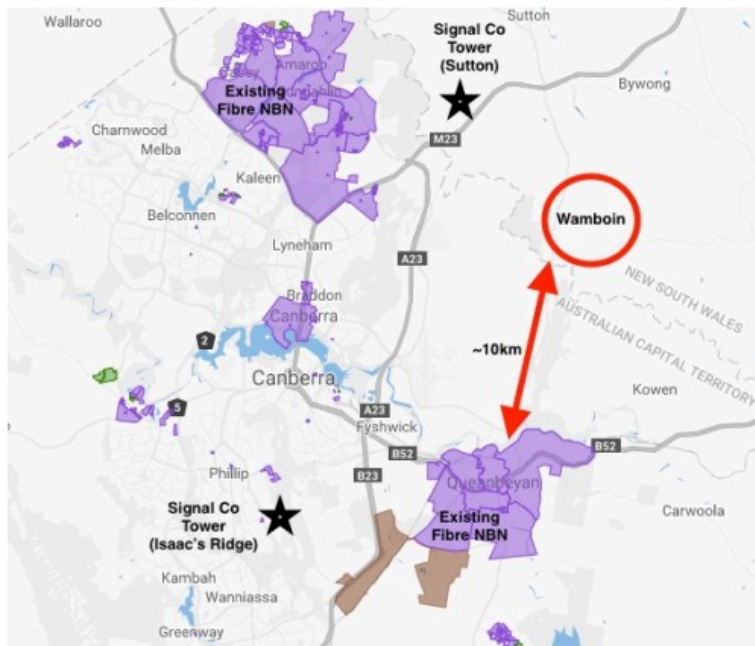 Wallaroo
Sutton
Signal Co
Tower
(Sutton)
Bywong
Amaroo
Existing
Fibre NBN
Charnwood
Melba
M23
Kaleen
Belconnen
Wamboin
Lyneham
A23
NEW SOUTH WALES
AUSTRALIAN CAPITAL TERRITORY
Braddon
Canberra
2
~10km
Canberra
Kowen
5
A23
Fyshwick
B52
B52
B23
Phillip
Queanbeyan
Signal Co
Tower
(Isaac's Ridge)
Existing
Fibre NBN
Carwoola
Kambah
Wanniassa
Greenway